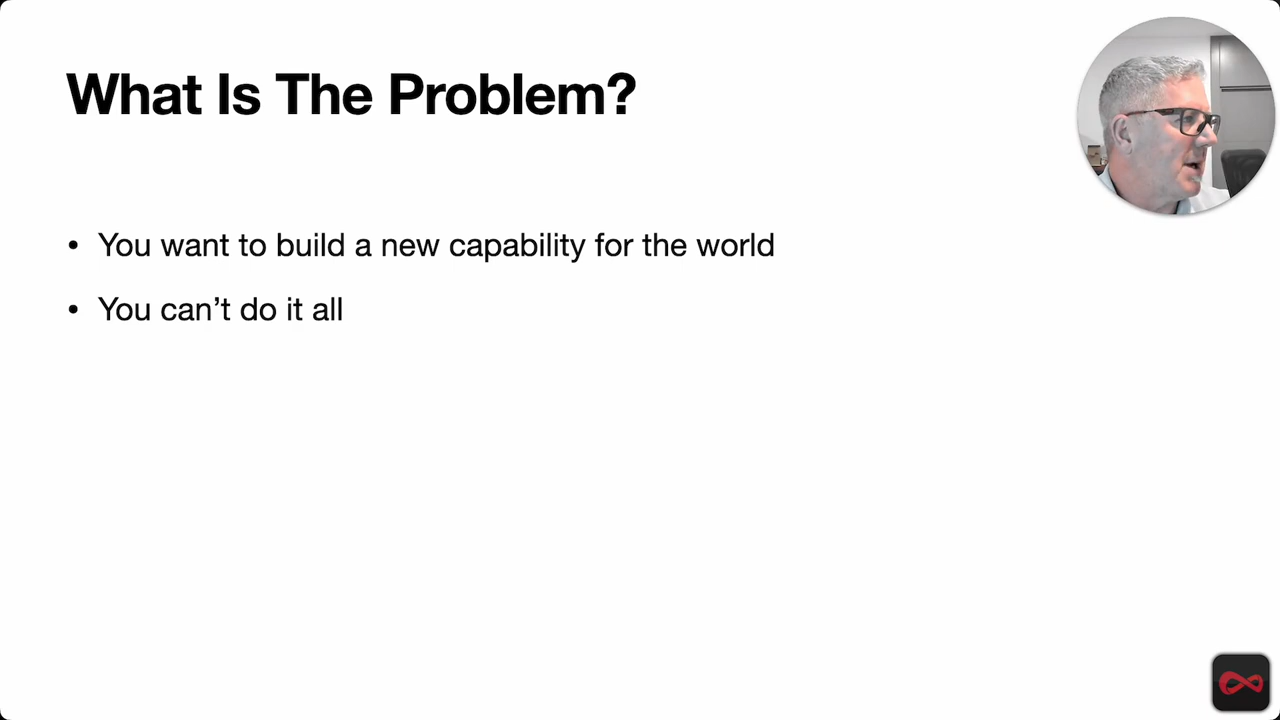 What Is The Problem?
• You want to build a new capability for the world
• You can’t do it all